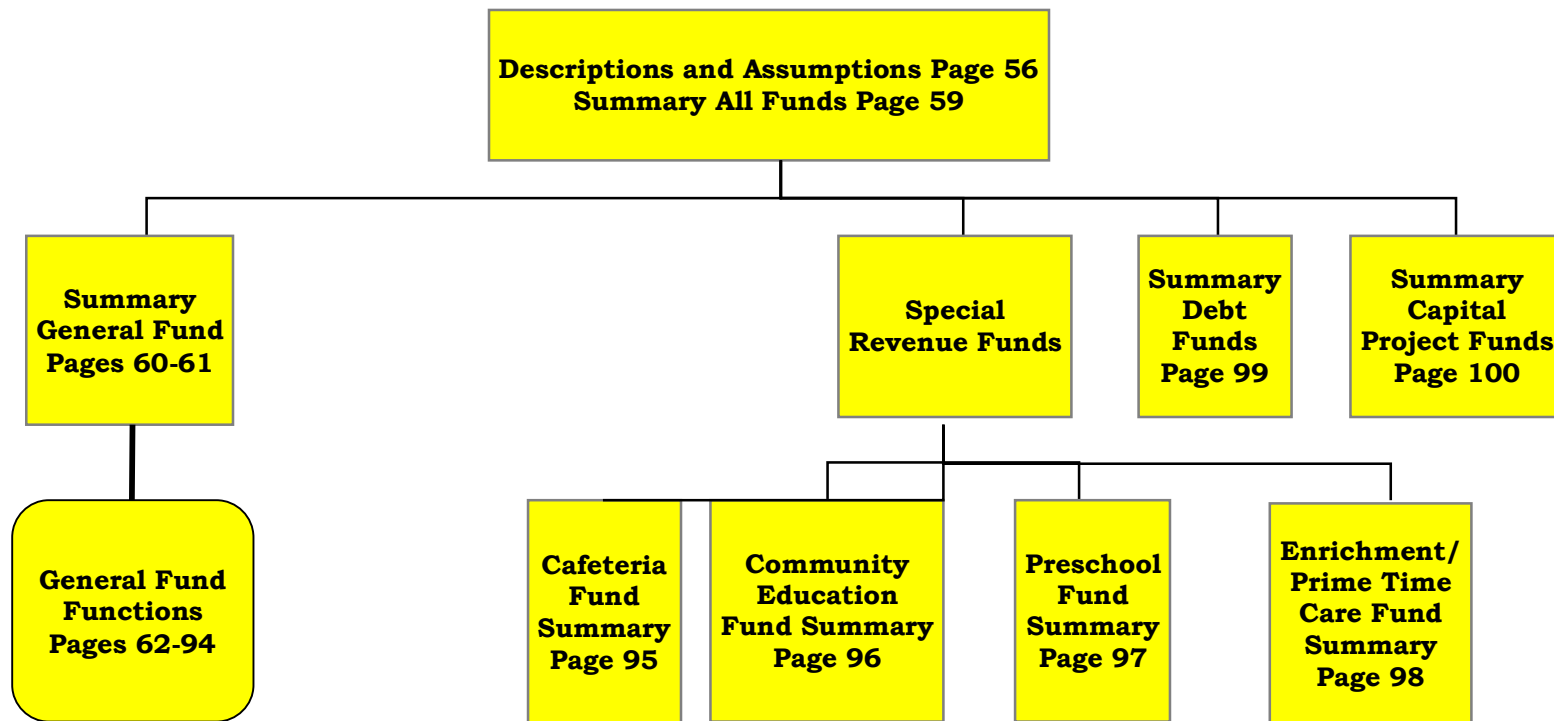 Descriptions and Assumptions Page 56
Summary All Funds Page 59
Summary
General Fund
Pages 60-61
Special
Revenue Funds
Summary
Debt
Funds
Page 99
Summary
Capital
Project Funds
Page 100
General Fund
Functions
Pages 62-94
Cafeteria
Fund
Summary
Page 95
Community
Education
Fund Summary
Page 96
Preschool
Fund
Summary
Page 97
Enrichment/
Prime Time
Care Fund
Summary
Page 98